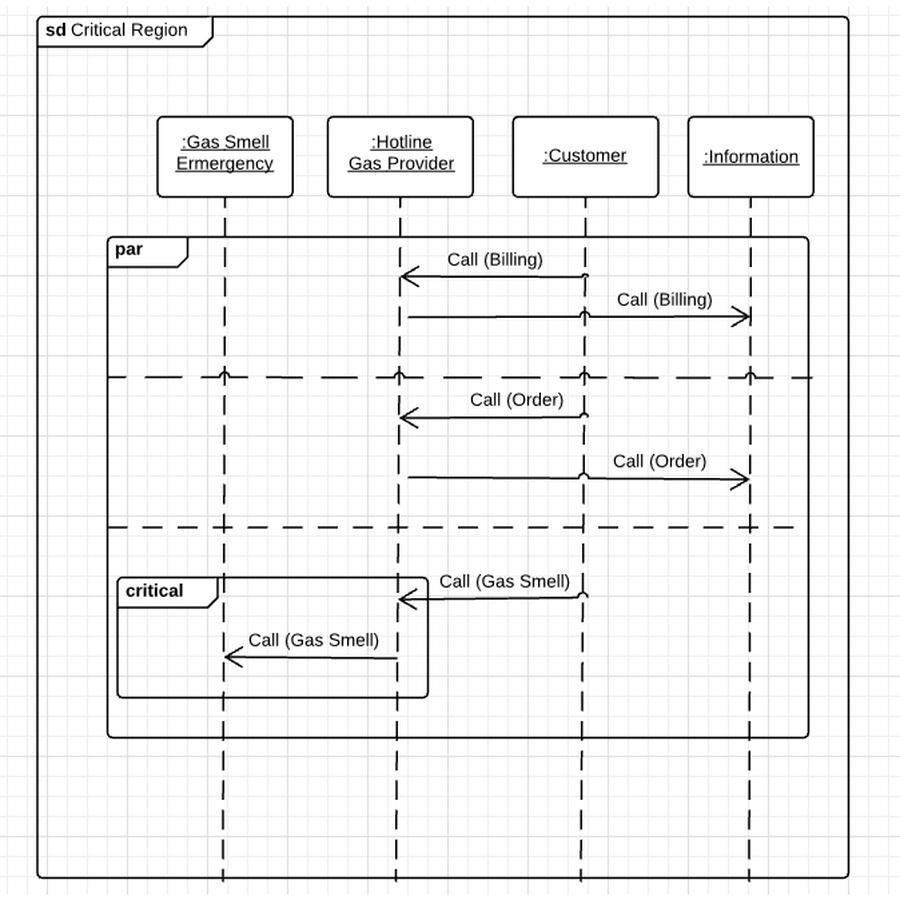 sd Critical Region
:Gas Smell
Ermergency
:Hotline
Gas Provider
:Customer
:Information
par
Call (Billing)
Call (Billing)
Call (Order)
Call (Order)
critical
Call (Gas Smell)
Call (Gas Smell)